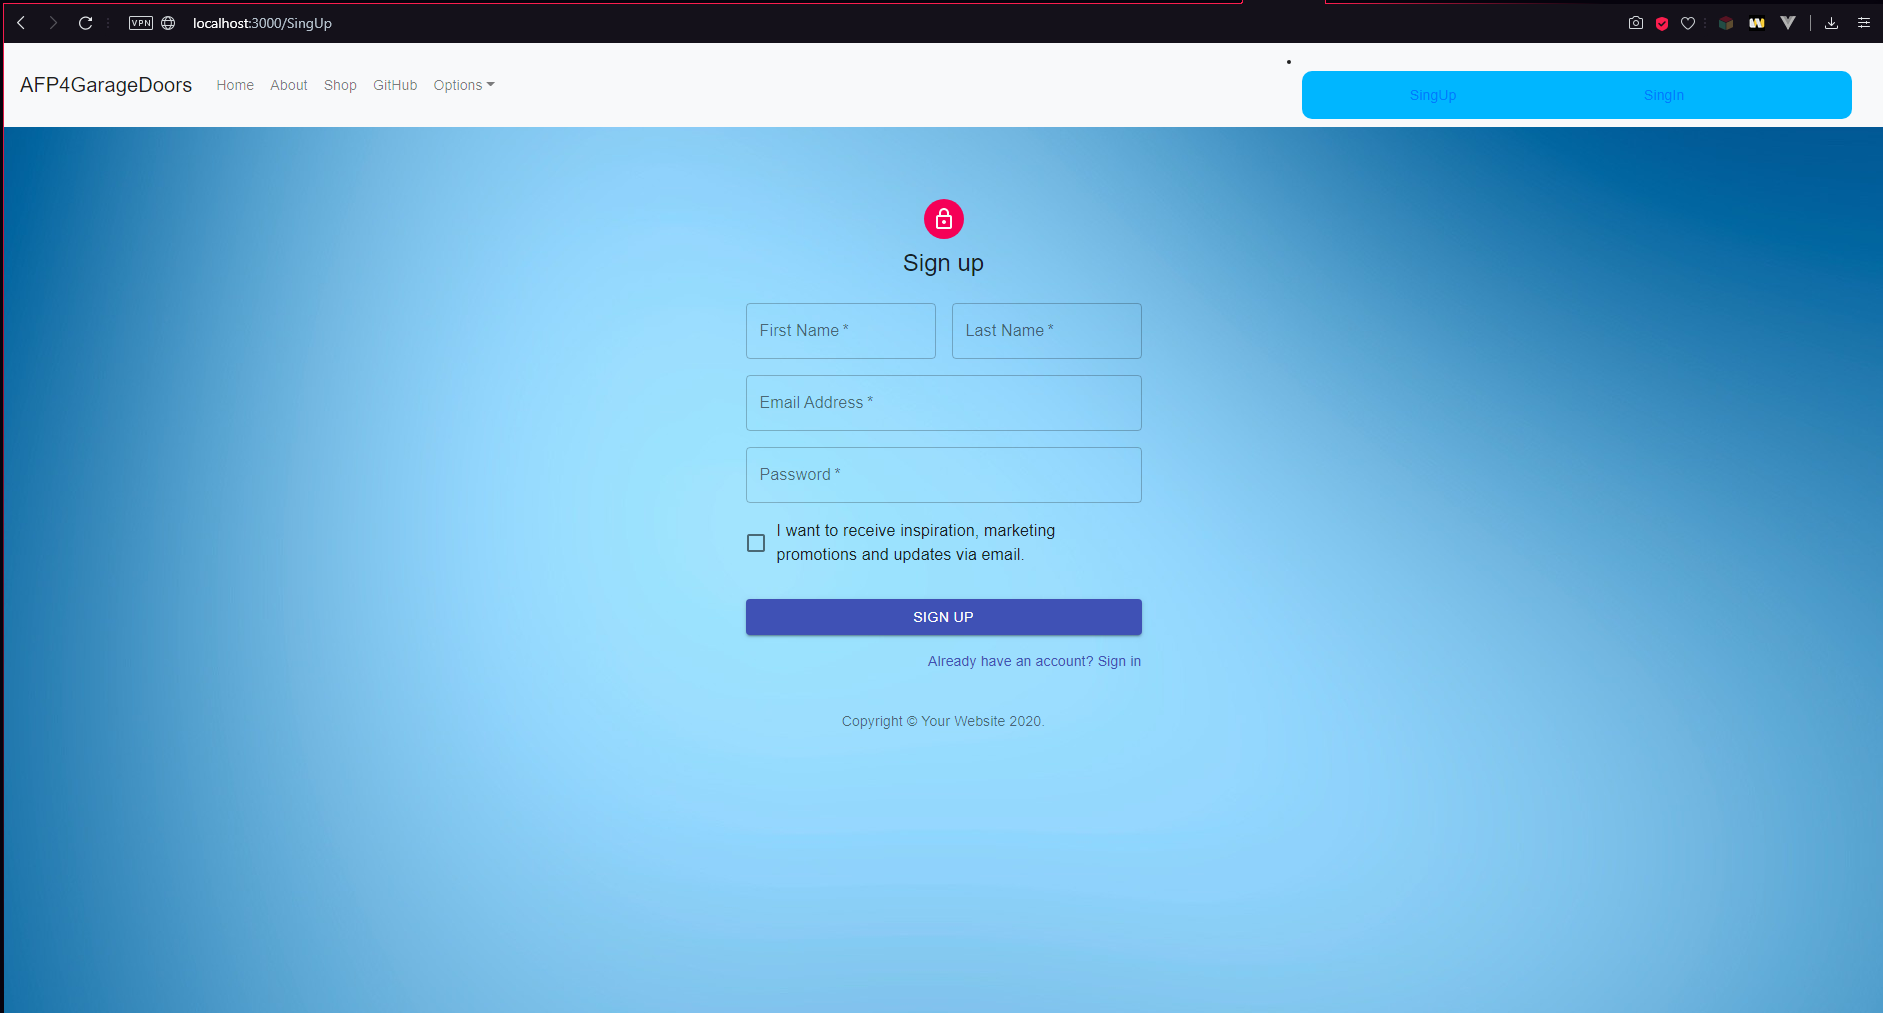 VPN localhost:3000/SingUp
AFP4GarageDoors Home About Shop GitHub Options SingUp SingIn
Sign up
First Name * Last Name *
Email Address *
Password *
I want to receive inspiration, marketing
promotions and updates via email.
SIGN UP
Already have an account? Sign in
Copyright © Your Website 2020.